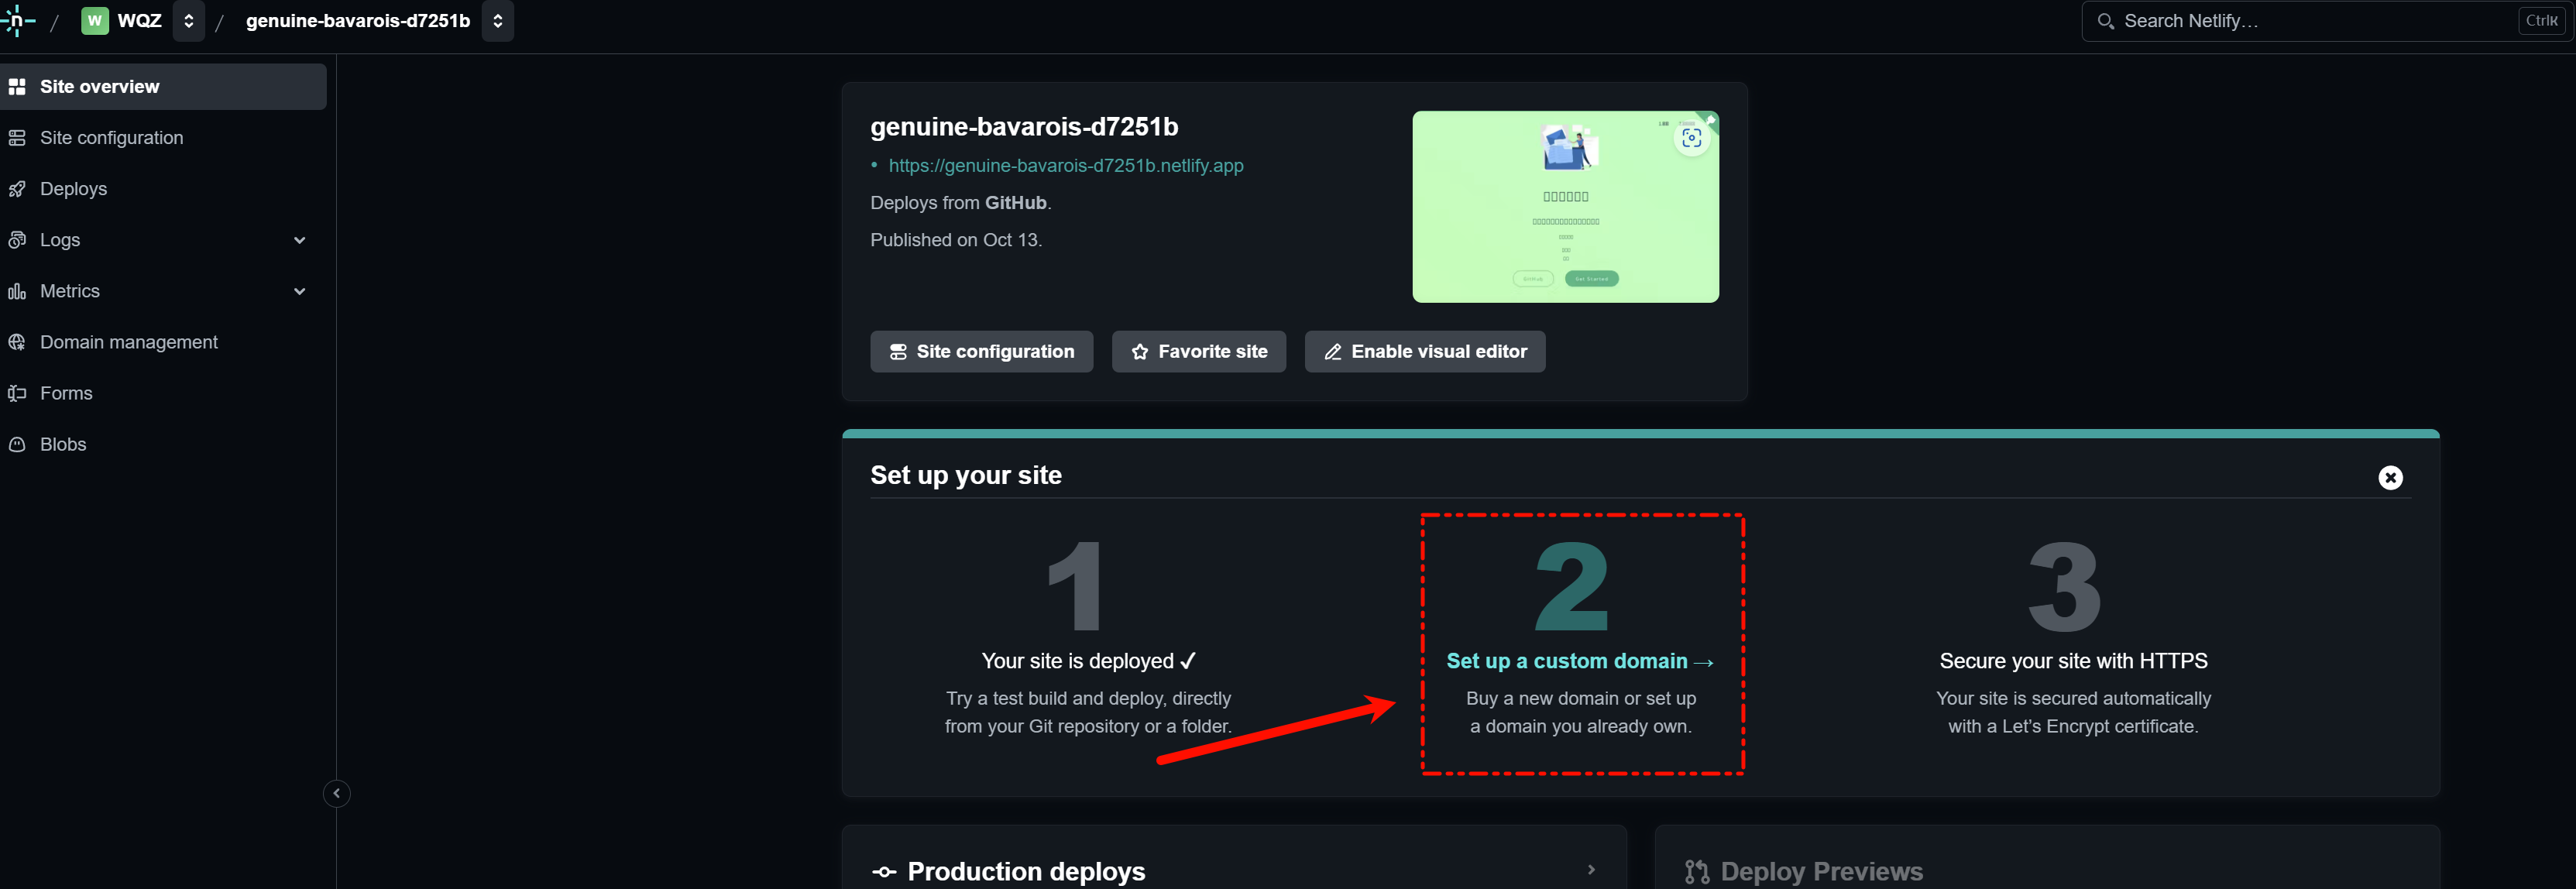 W WQZ
genuine-bavarois-d7251b
Search Netlify…
CtrlK
Site overview
Site configuration
Deploys
Logs
Metrics
Domain management
Forms
Blobs
genuine-bavarois-d7251b
https://genuine-bavarois-d7251b.netlify.app
Deploys from GitHub.
Published on Oct 13.
GitHub
Get Started
Site configuration
Favorite site
Enable visual editor
Set up your site
1
Your site is deployed ✓
Try a test build and deploy, directly
from your Git repository or a folder.
2
Set up a custom domain →
Buy a new domain or set up
a domain you already own.
3
Secure your site with HTTPS
Your site is secured automatically
with a Let’s Encrypt certificate.
Production deploys
Deploy Previews